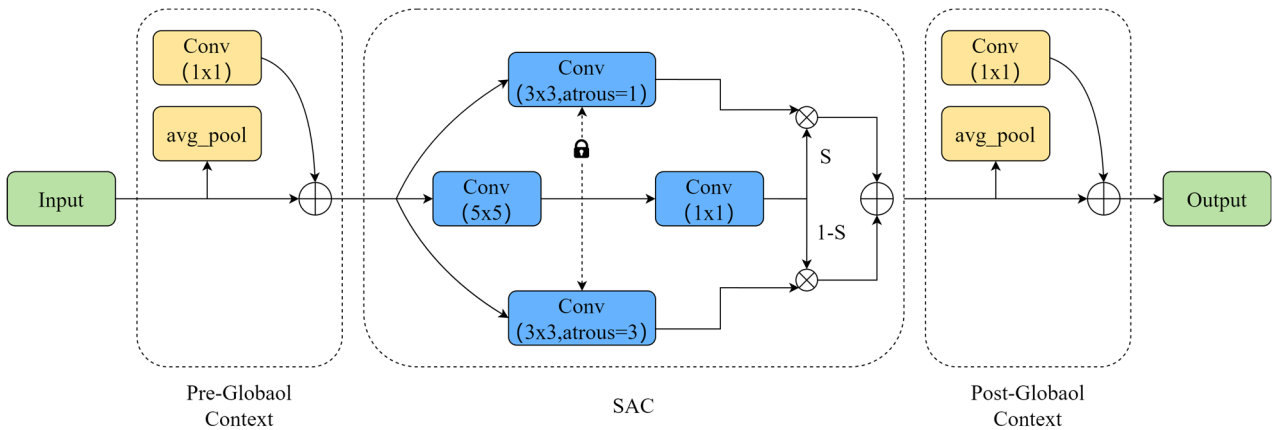 Input
Conv
(1x1)
avg_pool
Pre-Globaol
Context
Conv
(3x3,atrous=1)
Conv
(5x5)
Conv
(1x1)
S
1-S
Conv
(3x3,atrous=3)
SAC
Conv
(1x1)
avg_pool
Post-Globaol
Context
Output